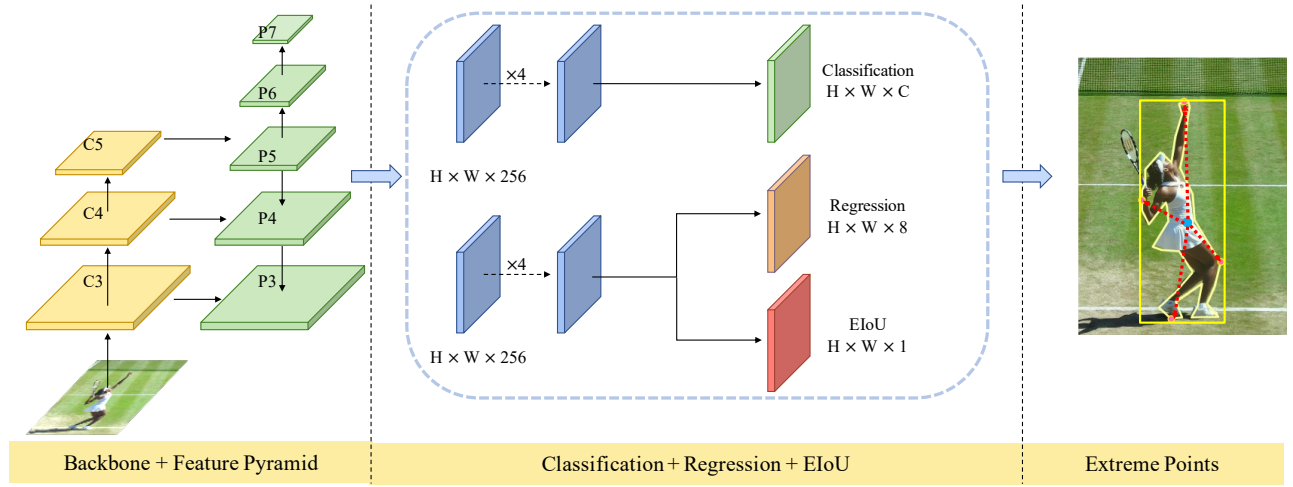 P7
P6
C5
P5
C4
P4
C3
P3
×4
Classification
H × W × C
H × W × 256
Regression
H × W × 8
×4
EIoU
H × W × 1
H × W × 256
Backbone + Feature Pyramid
Classification + Regression + EIoU
Extreme Points